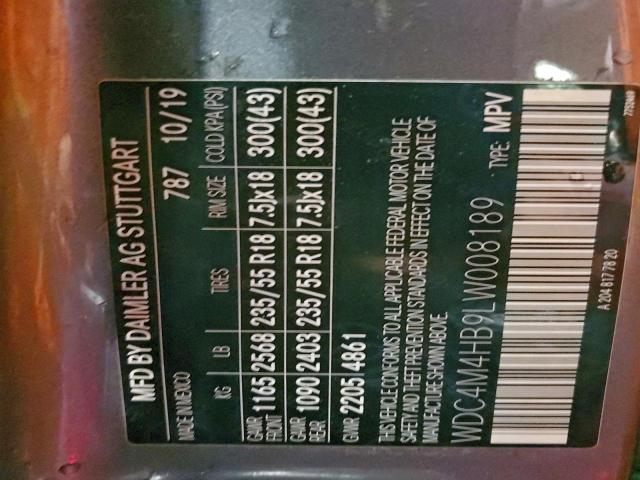 MFD BY DAIMLER AG STUTTGART
MADE IN MEXICO 787 10/19
KG LB TIRES RIM SIZE COLD KPA(PSI)
GAWR FRONT 1165 2568 235/55 R18 7.5Jx18 300(43)
GAWR REAR 1090 2403 235/55 R18 7.5Jx18 300(43)
GVWR 2205 4861
THIS VEHICLE CONFORMS TO ALL APPLICABLE FEDERAL MOTOR VEHICLE
SAFETY AND THEFT PREVENTION STANDARDS IN EFFECT ON THE DATE OF
MANUFACTURE SHOWN ABOVE.
WDC4M4HB9LW008189 TYPE: MPV
A 204 817 78 20